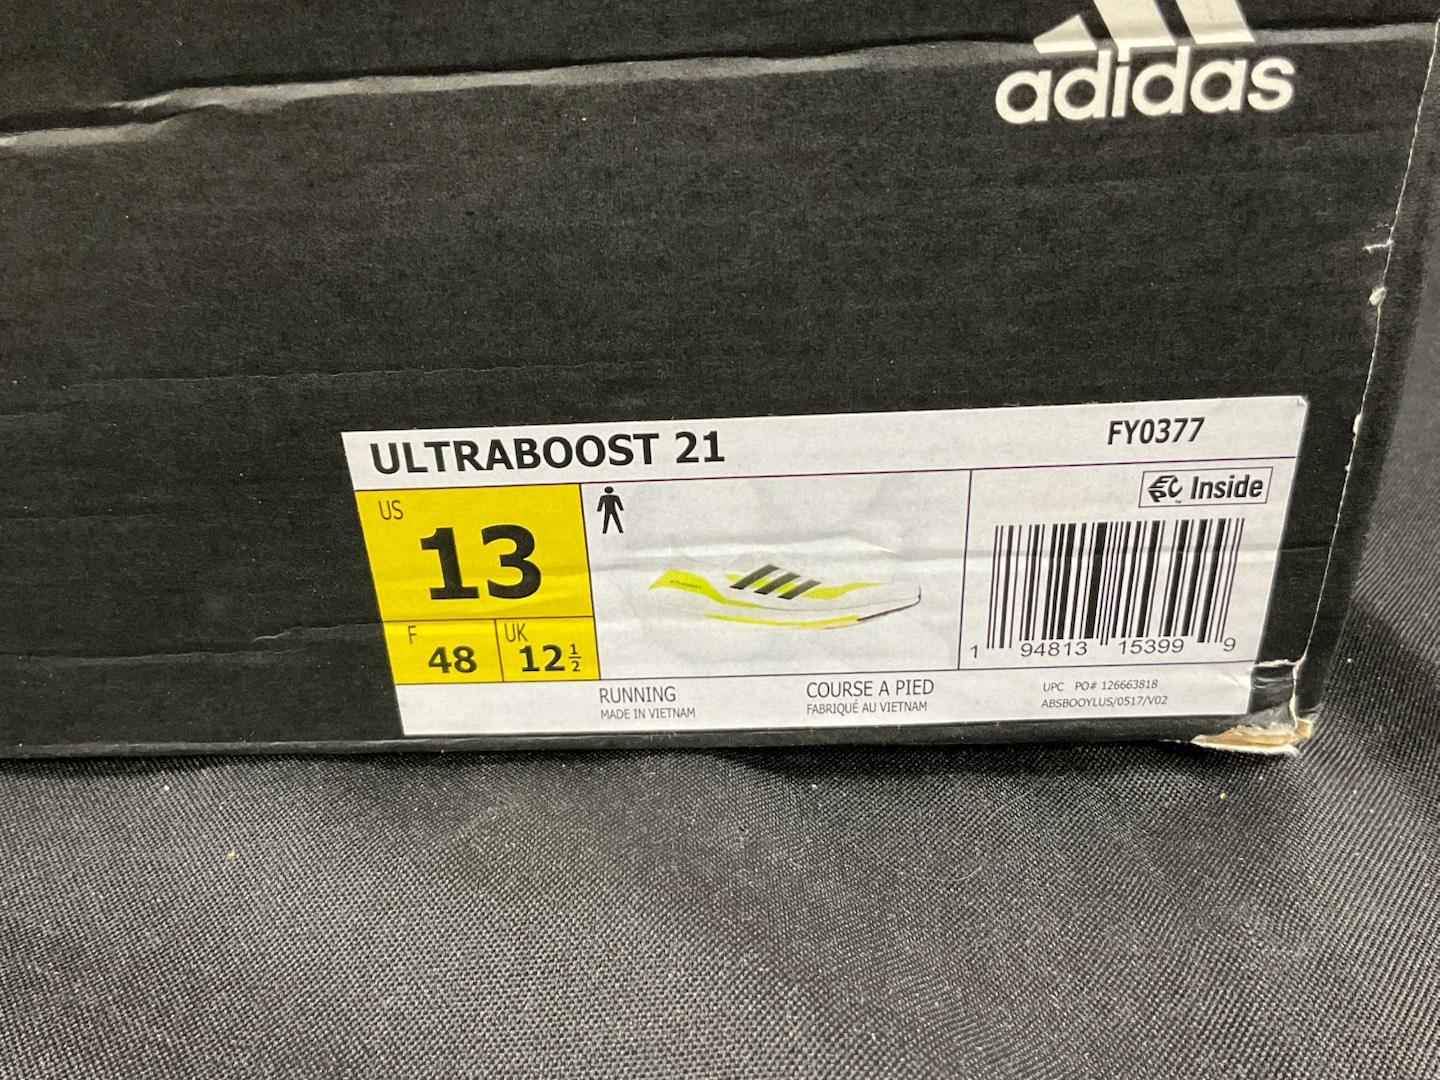 adidas
ULTRABOOST 21
FY0377
Inside
US
13
F
48
UK
12 1/2
1 94813 15399 9
RUNNING
MADE IN VIETNAM
COURSE A PIED
FABRIQUÉ AU VIETNAM
UPC PO# 126663818
ABSBOOYLUS/0517/V02